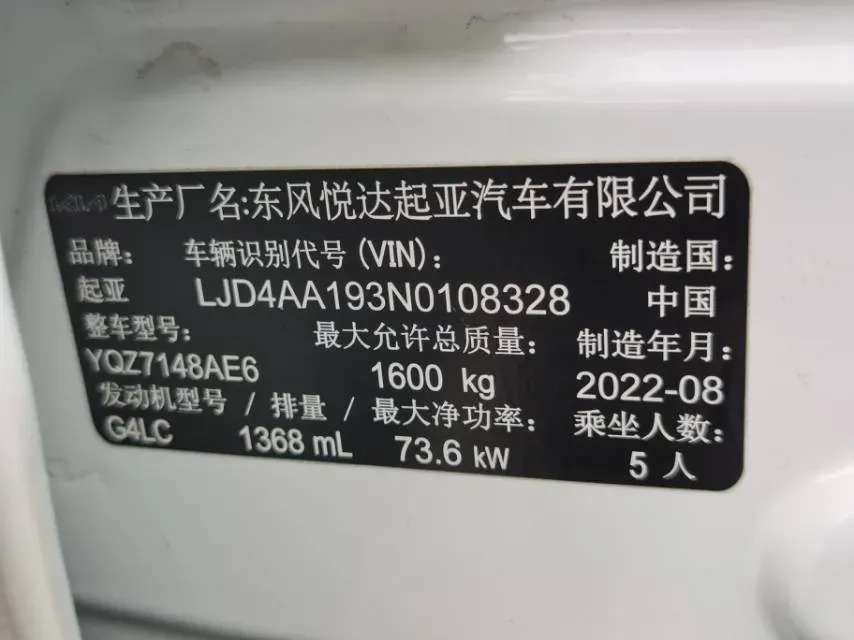 KIA 生产厂名:东风悦达起亚汽车有限公司
品牌: 车辆识别代号(VIN): 制造国:
起亚 LJD4AA193N0108328 中国
整车型号: 最大允许总质量: 制造年月:
YQZ7148AE6 1600 kg 2022-08
发动机型号 / 排量 / 最大净功率: 乘坐人数:
G4LC 1368 mL 73.6 kW 5 人